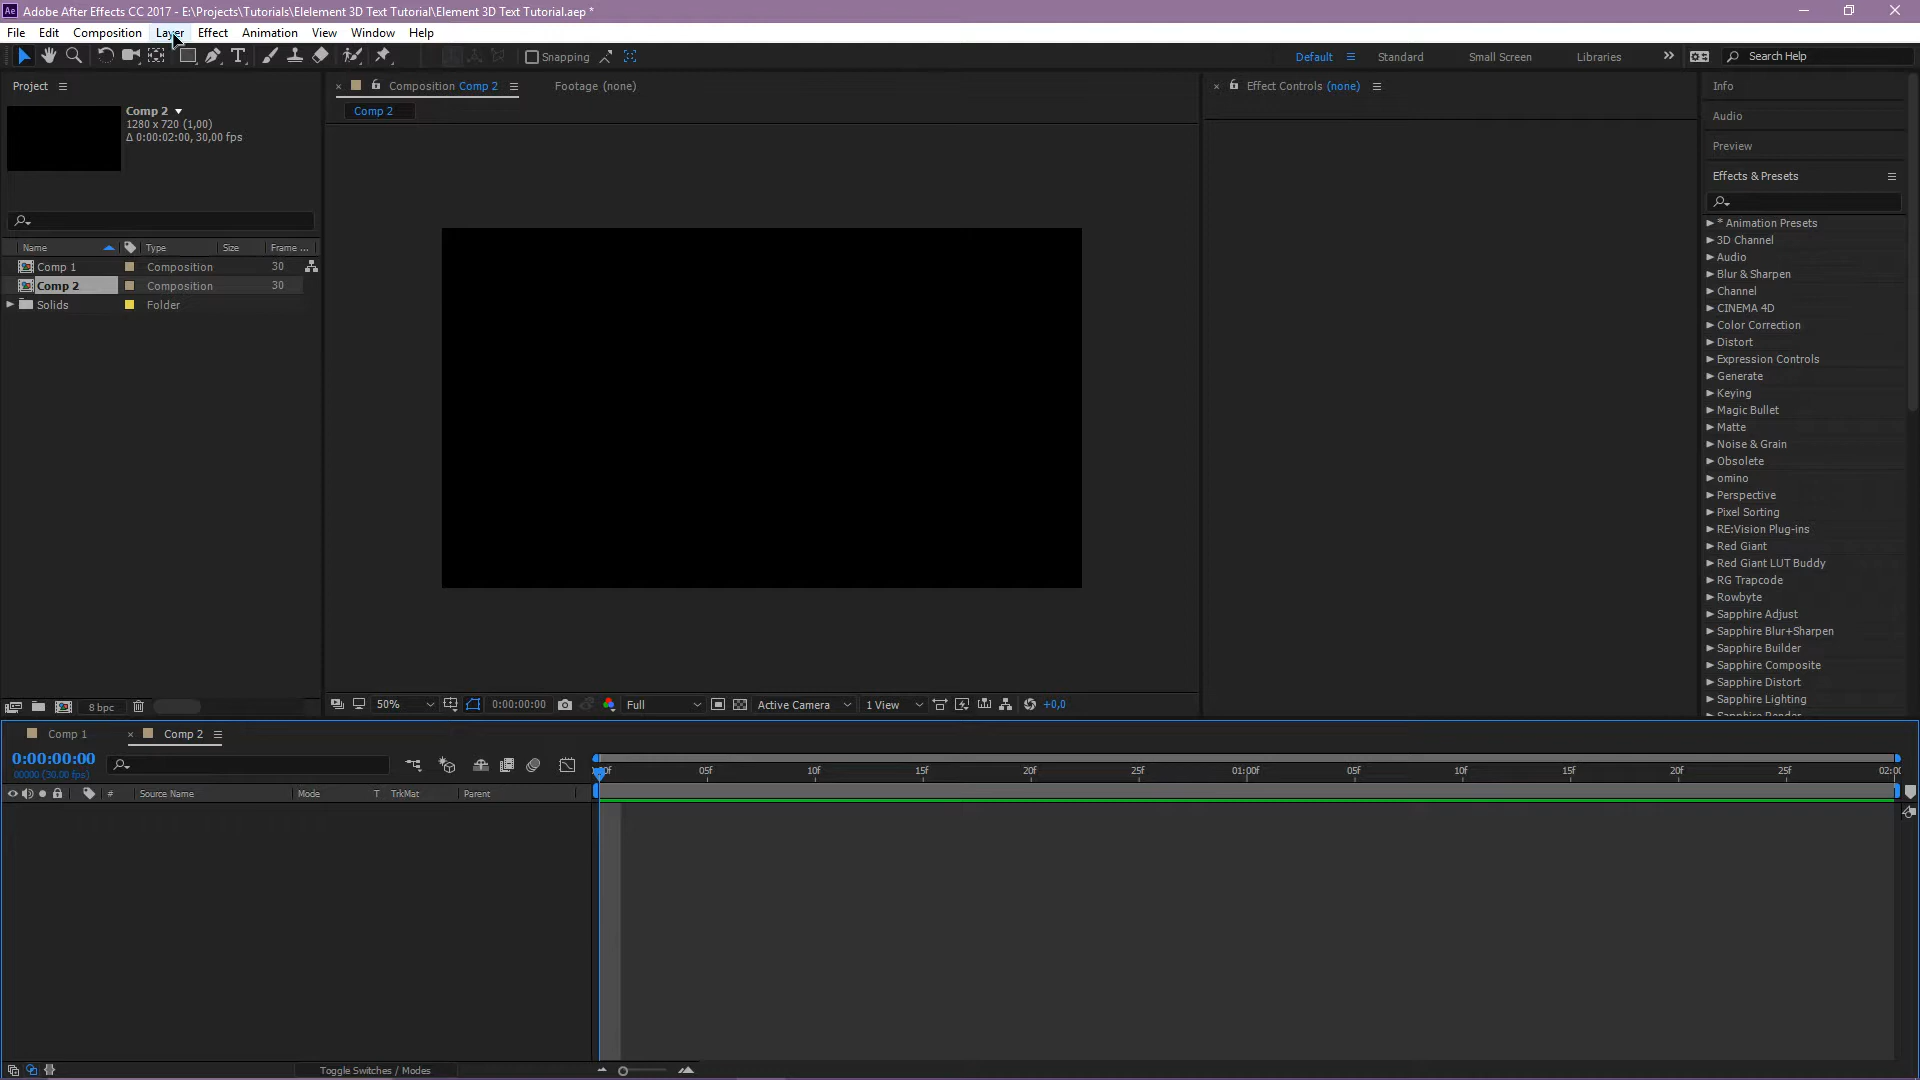 Adobe After Effects CC 2017 - E:\Projects\Tutorials\Elelement 3D Text Tutorial\Element 3D Text Tutorial.aep *
File Edit Composition Layer Effect Animation View Window Help
Snapping
Default Standard Small Screen Libraries Search Help
Project
Comp 2
1280 x 720 (1,00)
Δ 0:00:02:00, 30,00 fps
Name Type Size Frame ...
Comp 1 Composition 30
Comp 2 Composition 30
Solids Folder
8 bpc
Composition Comp 2 Footage (none)
Comp 2
50% 0:00:00:00 Full Active Camera 1 View +0,0
Effect Controls (none)
Info
Audio
Preview
Effects & Presets
* Animation Presets
3D Channel
Audio
Blur & Sharpen
Channel
CINEMA 4D
Color Correction
Distort
Expression Controls
Generate
Keying
Magic Bullet
Matte
Noise & Grain
Obsolete
omino
Perspective
Pixel Sorting
RE:Vision Plug-ins
Red Giant
Red Giant LUT Buddy
RG Trapcode
Rowbyte
Sapphire Adjust
Sapphire Blur+Sharpen
Sapphire Builder
Sapphire Composite
Sapphire Distort
Sapphire Lighting
Sapphire Render
Comp 1 Comp 2
0:00:00:00
00000 (30.00 fps)
05f 10f 15f 20f 25f 01:00f 05f 10f 15f 20f 25f
# Source Name Mode T TrkMat Parent
Toggle Switches / Modes